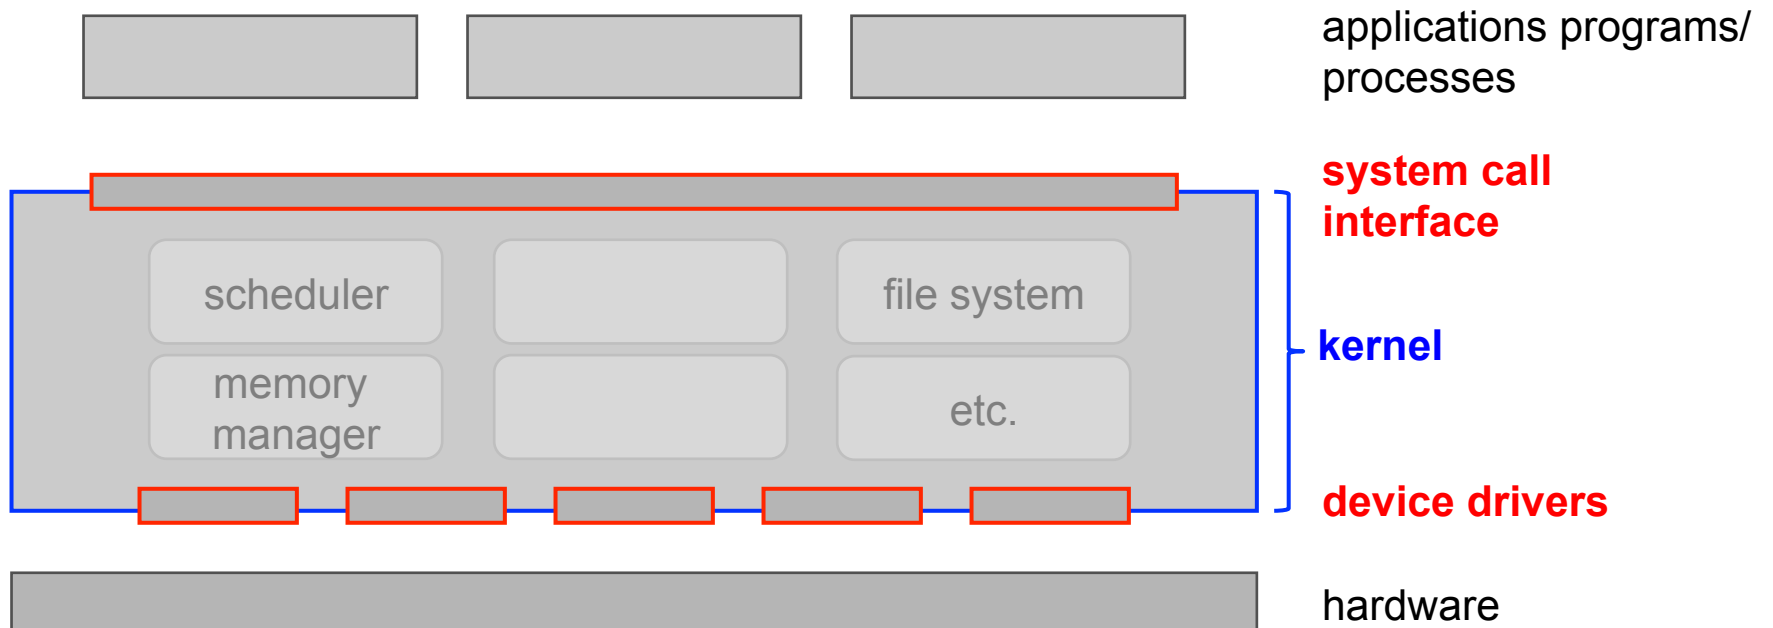 applications programs/
processes
system call
interface
scheduler
file system
kernel
memory
manager
etc.
device drivers
hardware